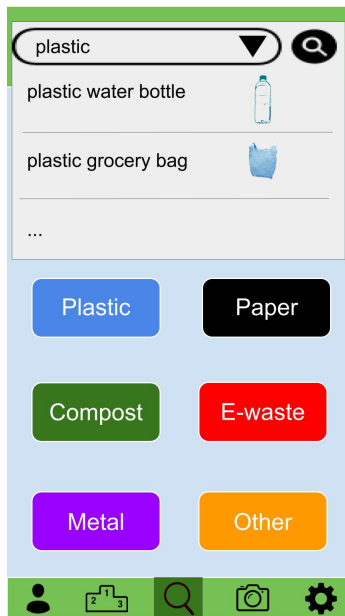 plastic
plastic water bottle
plastic grocery bag
...
Plastic Paper
Compost E-waste
Metal Other
2 1 3